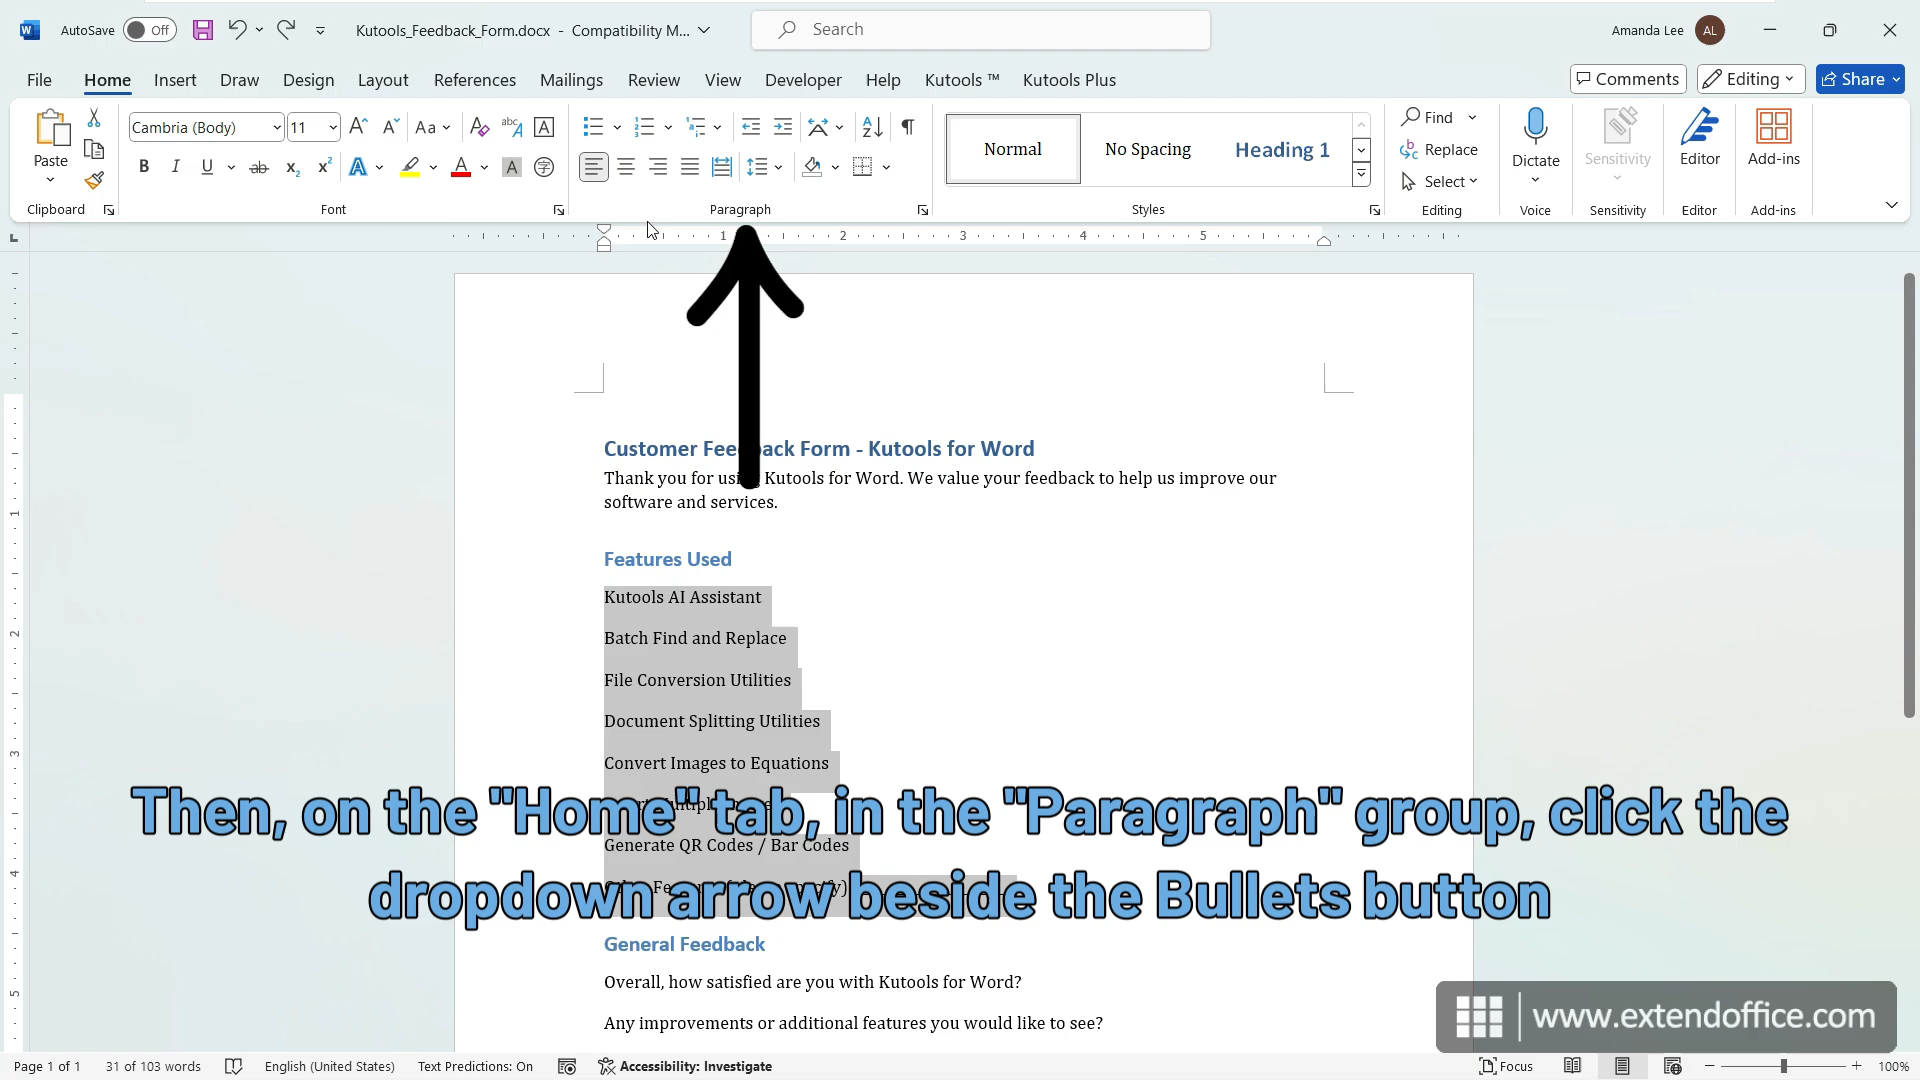 AutoSave Off Kutools_Feedback_Form.docx - Compatibility M... Search Amanda Lee AL
File Home Insert Draw Design Layout References Mailings Review View Developer Help Kutools ™ Kutools Plus Comments Editing Share
Paste
Clipboard
Cambria (Body) 11
Font
Paragraph
Normal No Spacing Heading 1
Styles
Find
Replace
Select
Editing
Dictate
Voice
Sensitivity
Sensitivity
Editor
Editor
Add-ins
Add-ins
1 2 3 4 5
Customer Feedback Form - Kutools for Word
Thank you for using Kutools for Word. We value your feedback to help us improve our
software and services.
Features Used
Kutools AI Assistant
Batch Find and Replace
File Conversion Utilities
Document Splitting Utilities
Convert Images to Equations
Then, on the "Home" tab, in the "Paragraph" group, click the
Generate QR Codes / Bar Codes
dropdown arrow beside the Bullets button
General Feedback
Overall, how satisfied are you with Kutools for Word?
Any improvements or additional features you would like to see?
www.extendoffice.com
Page 1 of 1 31 of 103 words English (United States) Text Predictions: On Accessibility: Investigate Focus 100%